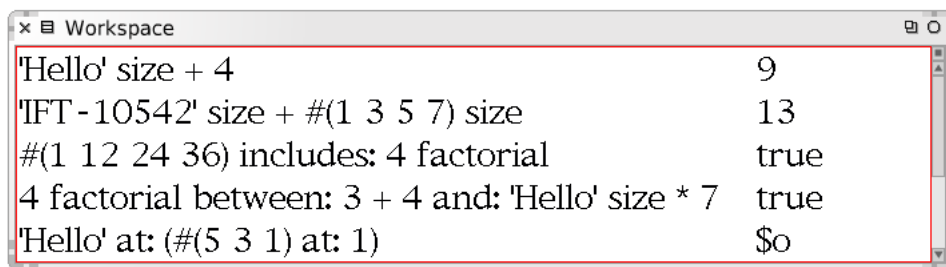 Workspace
'Hello' size + 4 9
'IFT-10542' size + #(1 3 5 7) size 13
#(1 12 24 36) includes: 4 factorial true
4 factorial between: 3 + 4 and: 'Hello' size * 7 true
'Hello' at: (#(5 3 1) at: 1) $o